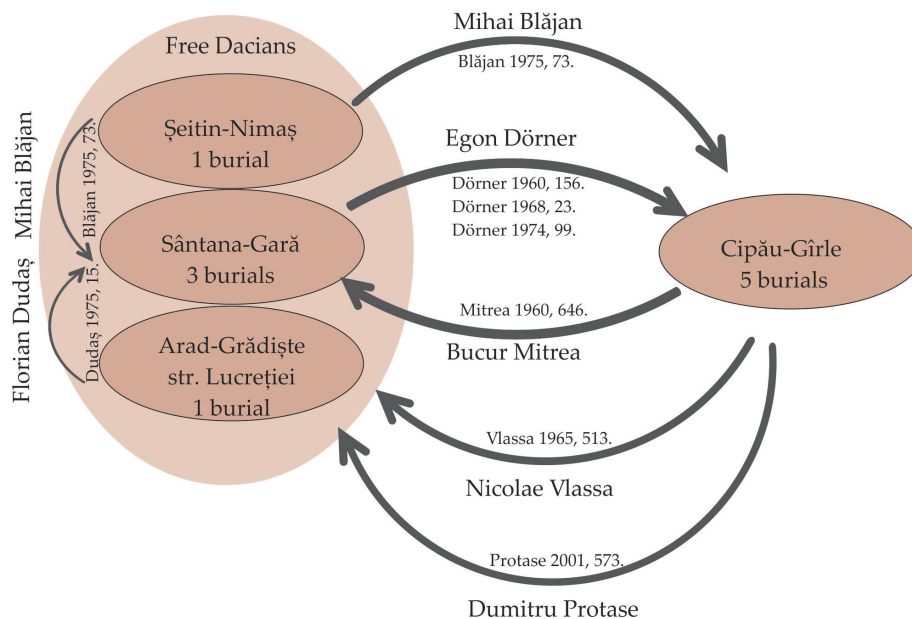 Mihai Blăjan
Blăjan 1975, 73.
Free Dacians
Șeitin-Nimaș
1 burial
Egon Dörner
Dörner 1960, 156.
Dörner 1968, 23.
Dörner 1974, 99.
Florian Dudaș Mihai Blăjan
Dudaș 1975, 15. Blăjan 1975, 73.
Sântana-Gară
3 burials
Cipău-Gîrle
5 burials
Mitrea 1960, 646.
Bucur Mitrea
Arad-Grădiște
str. Lucreției
1 burial
Vlassa 1965, 513.
Nicolae Vlassa
Protase 2001, 573.
Dumitru Protase